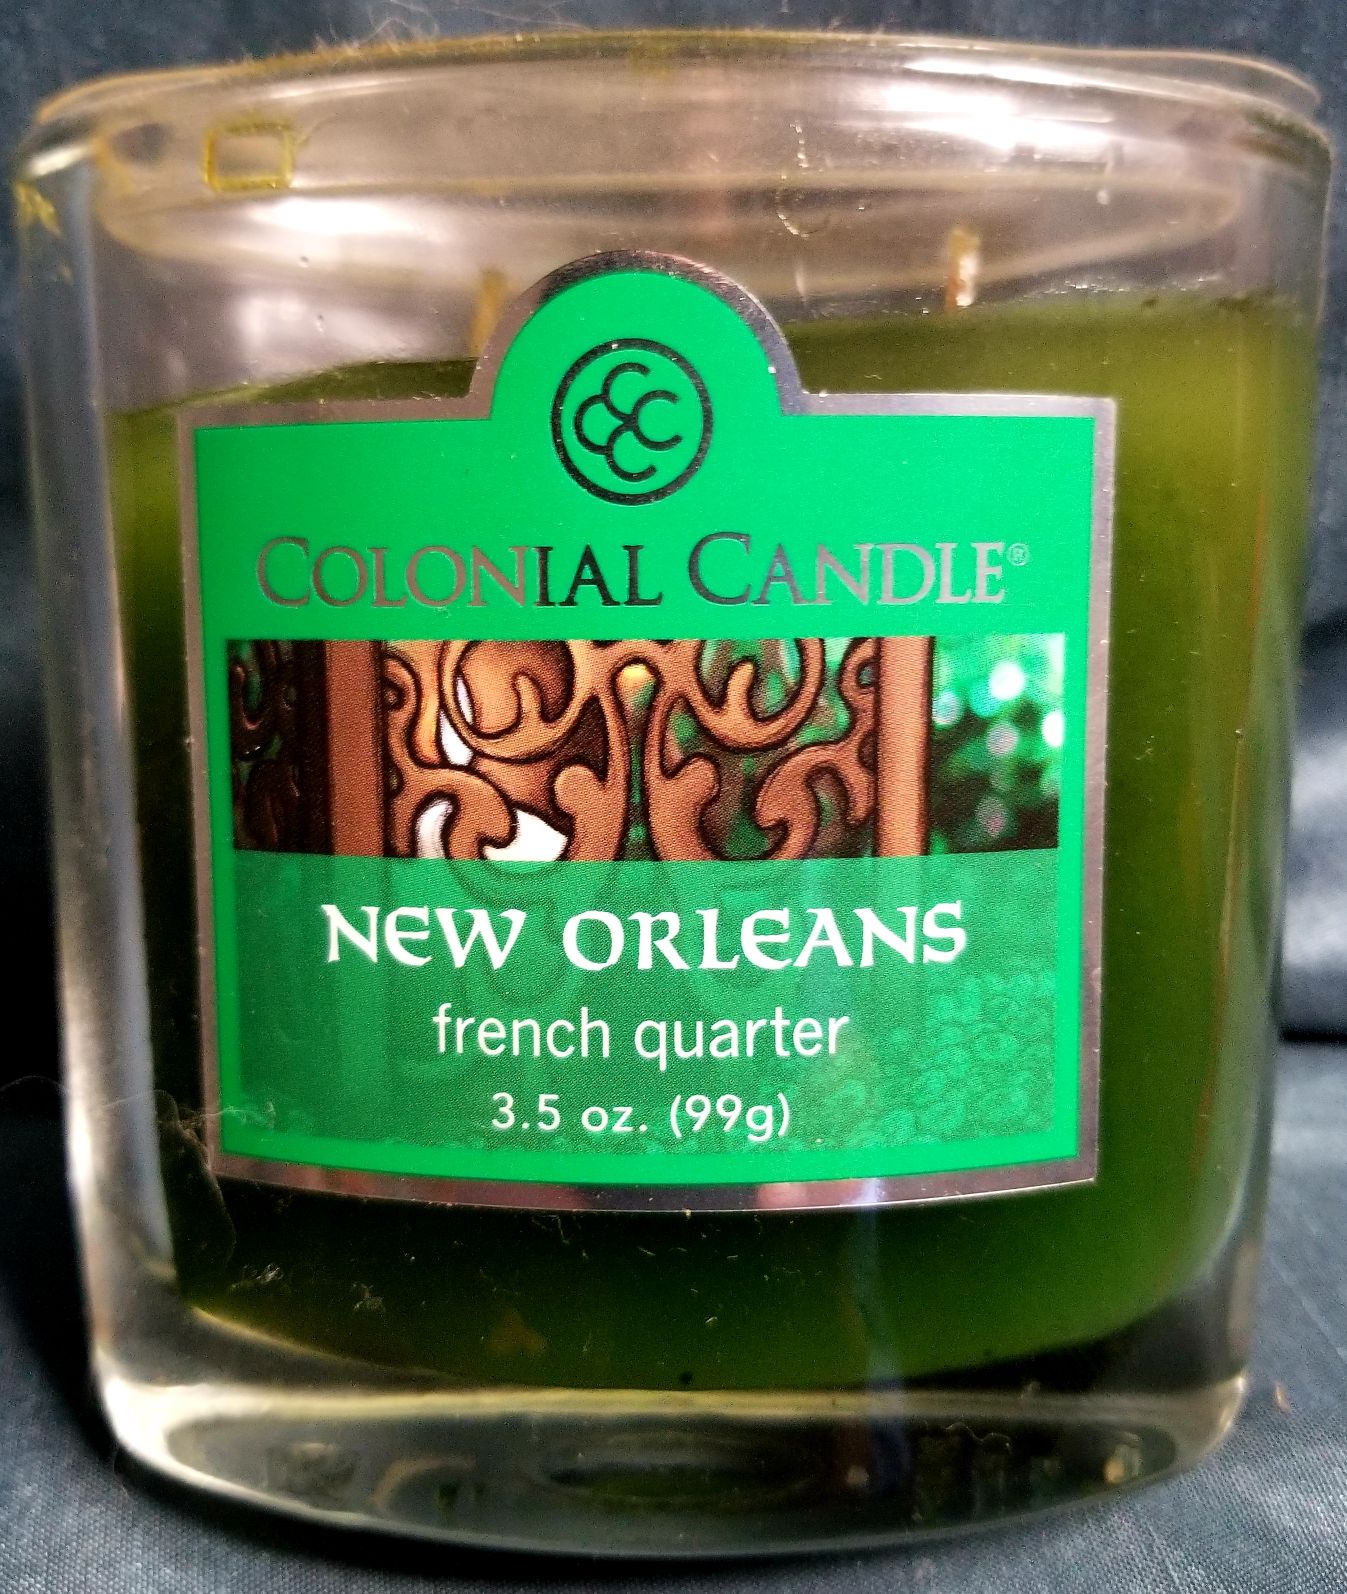 COLONIAL CANDLE®
NEW ORLEANS
french quarter
3.5 oz. (99g)